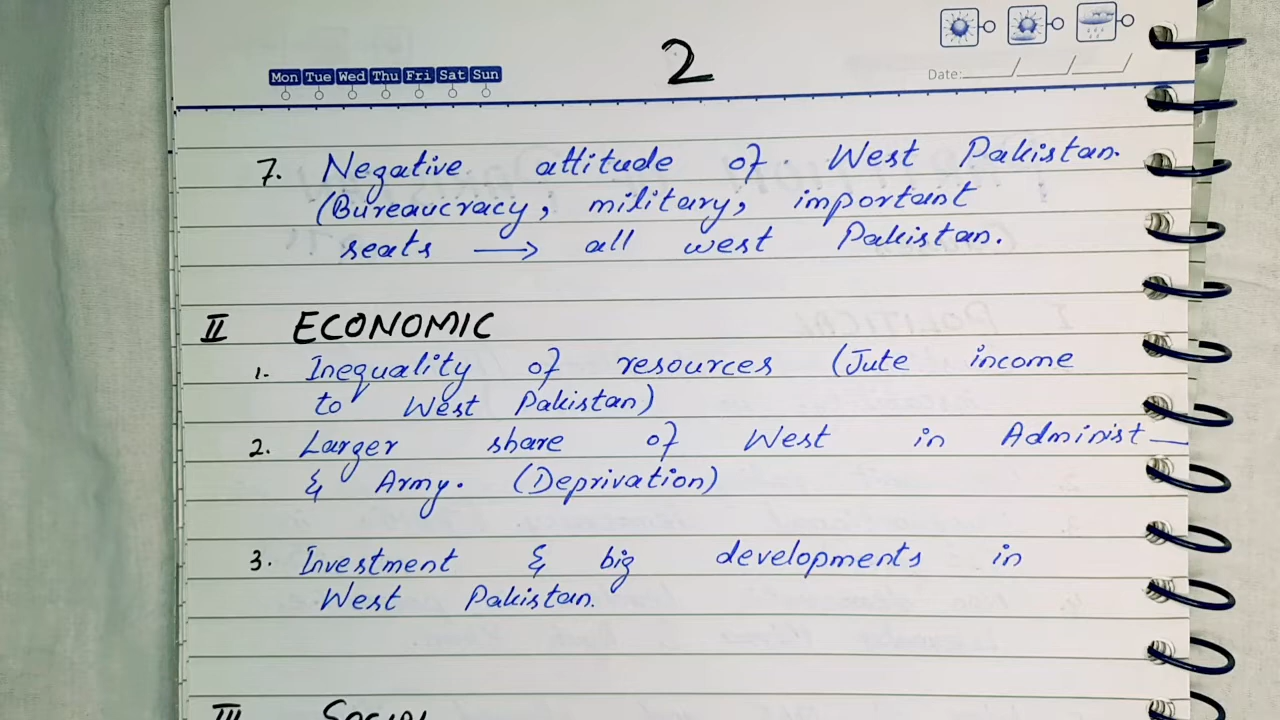 2
Mon Tue Wed Thu Fri Sat Sun
Date: / / /
7. Negative attitude of West Pakistan.
(Bureaucracy, military, important
seats → all west Pakistan.
II ECONOMIC
1. Inequality of resources (Jute income
to West Pakistan)
2. Larger share of West in Administ—
& Army. (Deprivation)
3. Investment & big developments in
West Pakistan.
III SOCIAL